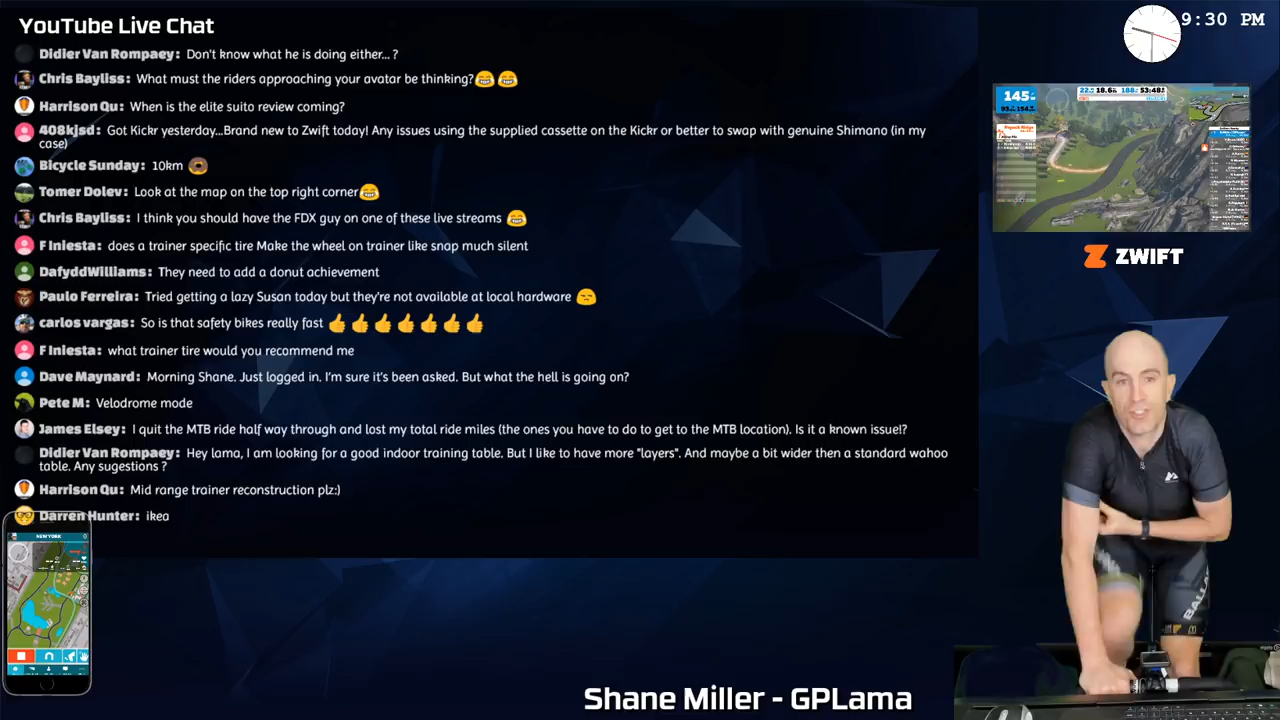 YouTube Live Chat
9:30 PM
Didier Van Rompaey: Don't know what he is doing either... ?
Chris Bayliss: What must the riders approaching your avatar be thinking?😂 😂
Harrison Qu: When is the elite suito review coming?
408kjsd: Got Kickr yesterday...Brand new to Zwift today! Any issues using the supplied cassette on the Kickr or better to swap with genuine Shimano (in my
case)
Bicycle Sunday: 10km 🍩
Tomer Dolev: Look at the map on the top right corner😂
Chris Bayliss: I think you should have the FDX guy on one of these live streams 😂
F Iniesta: does a trainer specific tire Make the wheel on trainer like snap much silent
DafyddWilliams: They need to add a donut achievement
Paulo Ferreira: Tried getting a lazy Susan today but they're not available at local hardware 😔
carlos vargas: So is that safety bikes really fast 👍👍👍👍👍👍👍
F Iniesta: what trainer tire would you recommend me
Dave Maynard: Morning Shane. Just logged in. I'm sure it's been asked. But what the hell is going on?
Pete M: Velodrome mode
James Elsey: I quit the MTB ride half way through and lost my total ride miles (the ones you have to do to get to the MTB location). Is it a known issue!?
Didier Van Rompaey: Hey lama, I am looking for a good indoor training table. But I like to have more "layers". And maybe a bit wider then a standard wahoo
table. Any sugestions ?
Harrison Qu: Mid range trainer reconstruction plz:)
Darren Hunter: ikea
145
18.6
188
53:48
ZWIFT
NEW YORK
BALLA
Shane Miller - GPLama